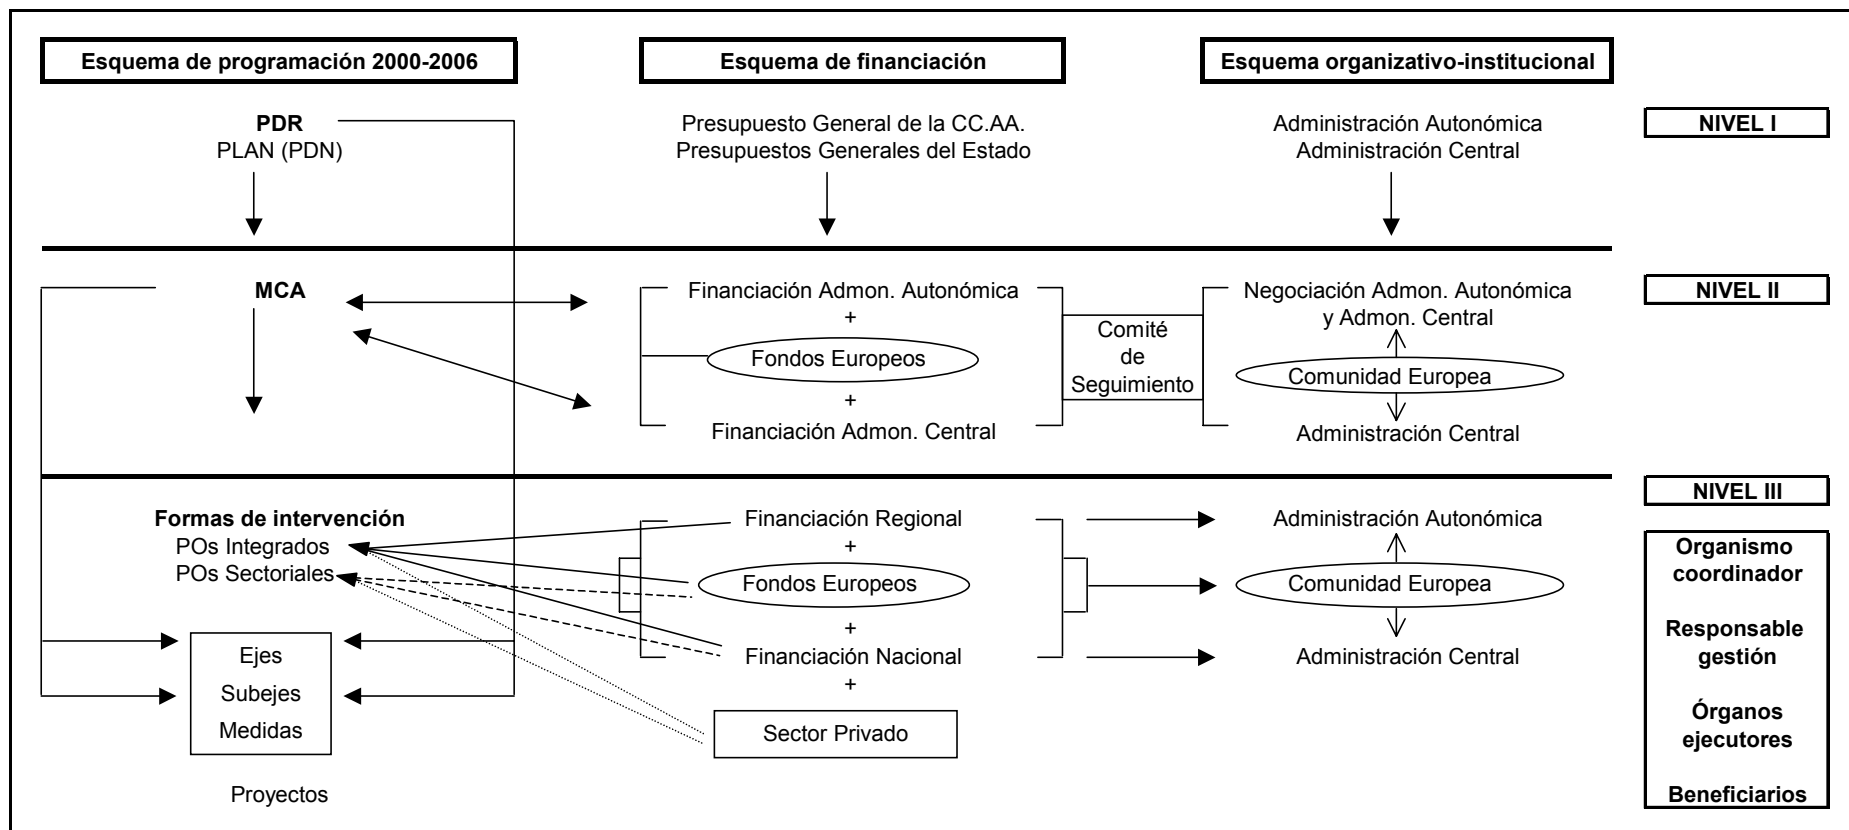 Esquema de programación 2000-2006
Esquema de financiación
Esquema organizativo-institucional
PDR
PLAN (PDN)
Presupuesto General de la CC.AA.
Presupuestos Generales del Estado
Administración Autonómica
Administración Central
NIVEL I
MCA
Financiación Admon. Autonómica
+
Fondos Europeos
+
Financiación Admon. Central
Comité
de
Seguimiento
Negociación Admon. Autonómica
y Admon. Central
Comunidad Europea
Administración Central
NIVEL II
NIVEL III
Formas de intervención
POs Integrados
POs Sectoriales
Ejes
Subejes
Medidas
Proyectos
Financiación Regional
+
Fondos Europeos
+
Financiación Nacional
+
Sector Privado
Administración Autonómica
Comunidad Europea
Administración Central
Organismo
coordinador
Responsable
gestión
Órganos
ejecutores
Beneficiarios